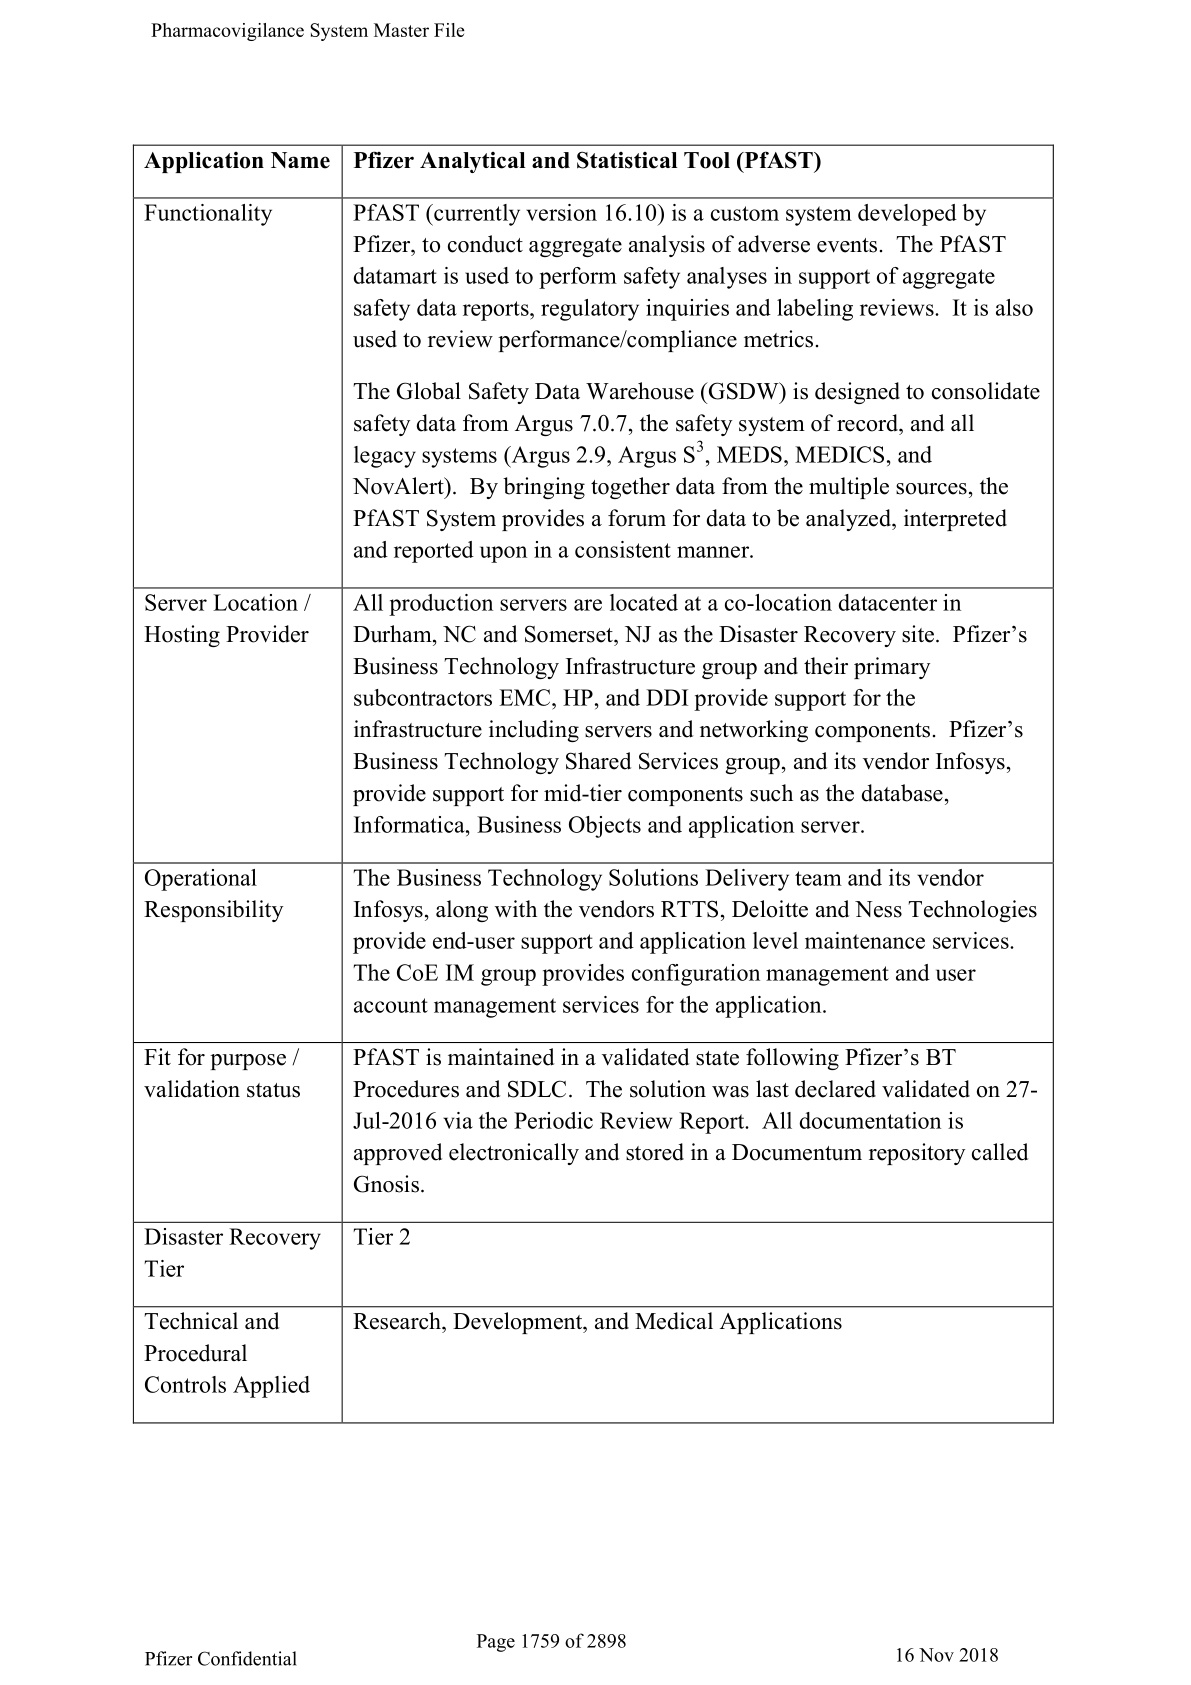 Pharmacovigilance System Master File
Application Name
Pfizer Analytical and Statistical Tool (PfAST)
Functionality
PfAST (currently version 16.10) is a custom system developed by
Pfizer, to conduct aggregate analysis of adverse events.  The PfAST
datamart is used to perform safety analyses in support of aggregate
safety data reports, regulatory inquiries and labeling reviews.  It is also
used to review performance/compliance metrics.
The Global Safety Data Warehouse (GSDW) is designed to consolidate
safety data from Argus 7.0.7, the safety system of record, and all
legacy systems (Argus 2.9, Argus S³, MEDS, MEDICS, and
NovAlert).  By bringing together data from the multiple sources, the
PfAST System provides a forum for data to be analyzed, interpreted
and reported upon in a consistent manner.
Server Location /
Hosting Provider
All production servers are located at a co-location datacenter in
Durham, NC and Somerset, NJ as the Disaster Recovery site.  Pfizer’s
Business Technology Infrastructure group and their primary
subcontractors EMC, HP, and DDI provide support for the
infrastructure including servers and networking components.  Pfizer’s
Business Technology Shared Services group, and its vendor Infosys,
provide support for mid-tier components such as the database,
Informatica, Business Objects and application server.
Operational
Responsibility
The Business Technology Solutions Delivery team and its vendor
Infosys, along with the vendors RTTS, Deloitte and Ness Technologies
provide end-user support and application level maintenance services.
The CoE IM group provides configuration management and user
account management services for the application.
Fit for purpose /
validation status
PfAST is maintained in a validated state following Pfizer’s BT
Procedures and SDLC.  The solution was last declared validated on 27-
Jul-2016 via the Periodic Review Report.  All documentation is
approved electronically and stored in a Documentum repository called
Gnosis.
Disaster Recovery
Tier
Tier 2
Technical and
Procedural
Controls Applied
Research, Development, and Medical Applications
Page 1759 of 2898
Pfizer Confidential
16 Nov 2018